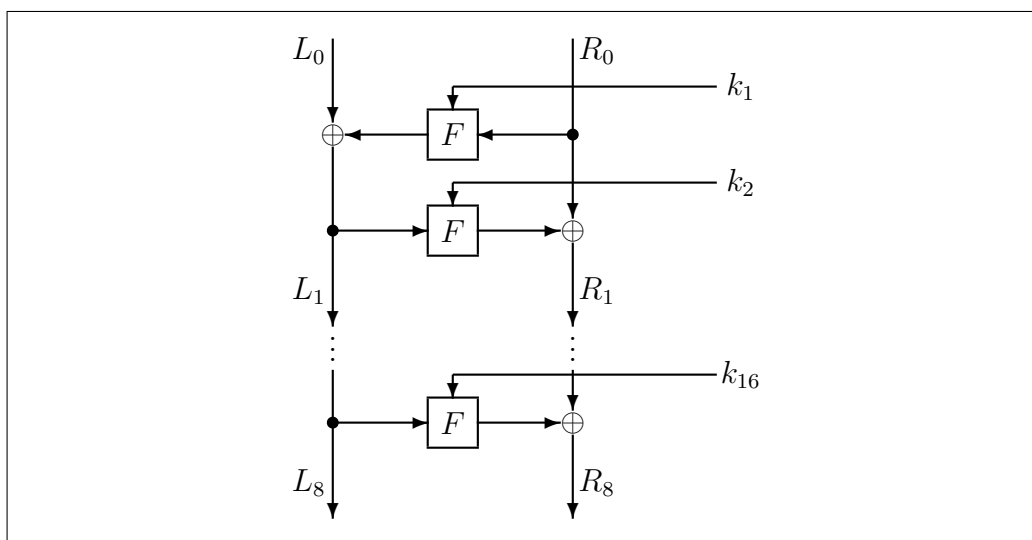 L₀ R₀
k₁
F
k₂
F
L₁ R₁
k₁₆
F
L₈ R₈